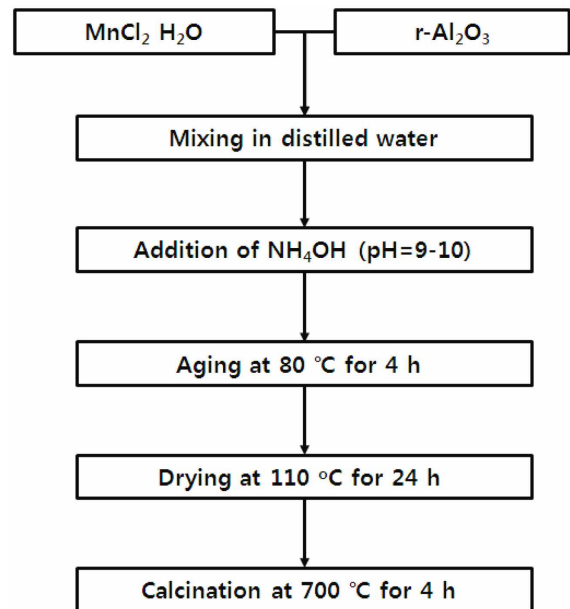 MnCl₂ H₂O
r-Al₂O₃
Mixing in distilled water
Addition of NH₄OH (pH=9-10)
Aging at 80 ℃ for 4 h
Drying at 110 ᵒC for 24 h
Calcination at 700 ℃ for 4 h